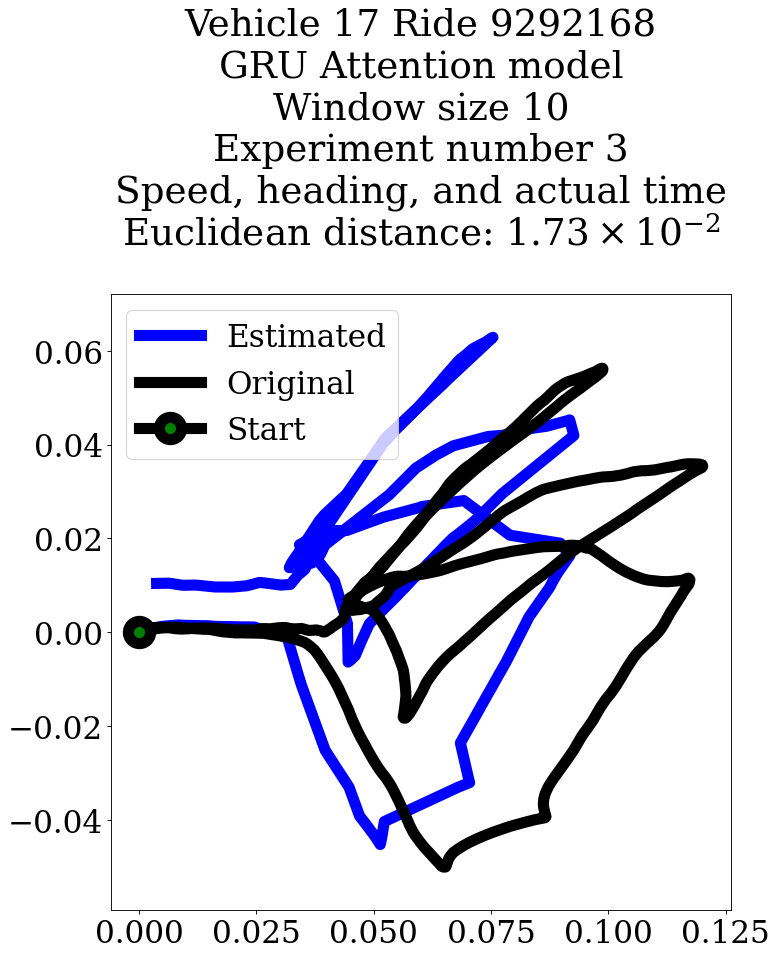 Vehicle 17 Ride 9292168
GRU Attention model
Window size 10
Experiment number 3
Speed, heading, and actual time
Euclidean distance: 1.73 × 10⁻²
Estimated
Original
Start
0.06
0.04
0.02
0.00
−0.02
−0.04
0.000 0.025 0.050 0.075 0.100 0.125